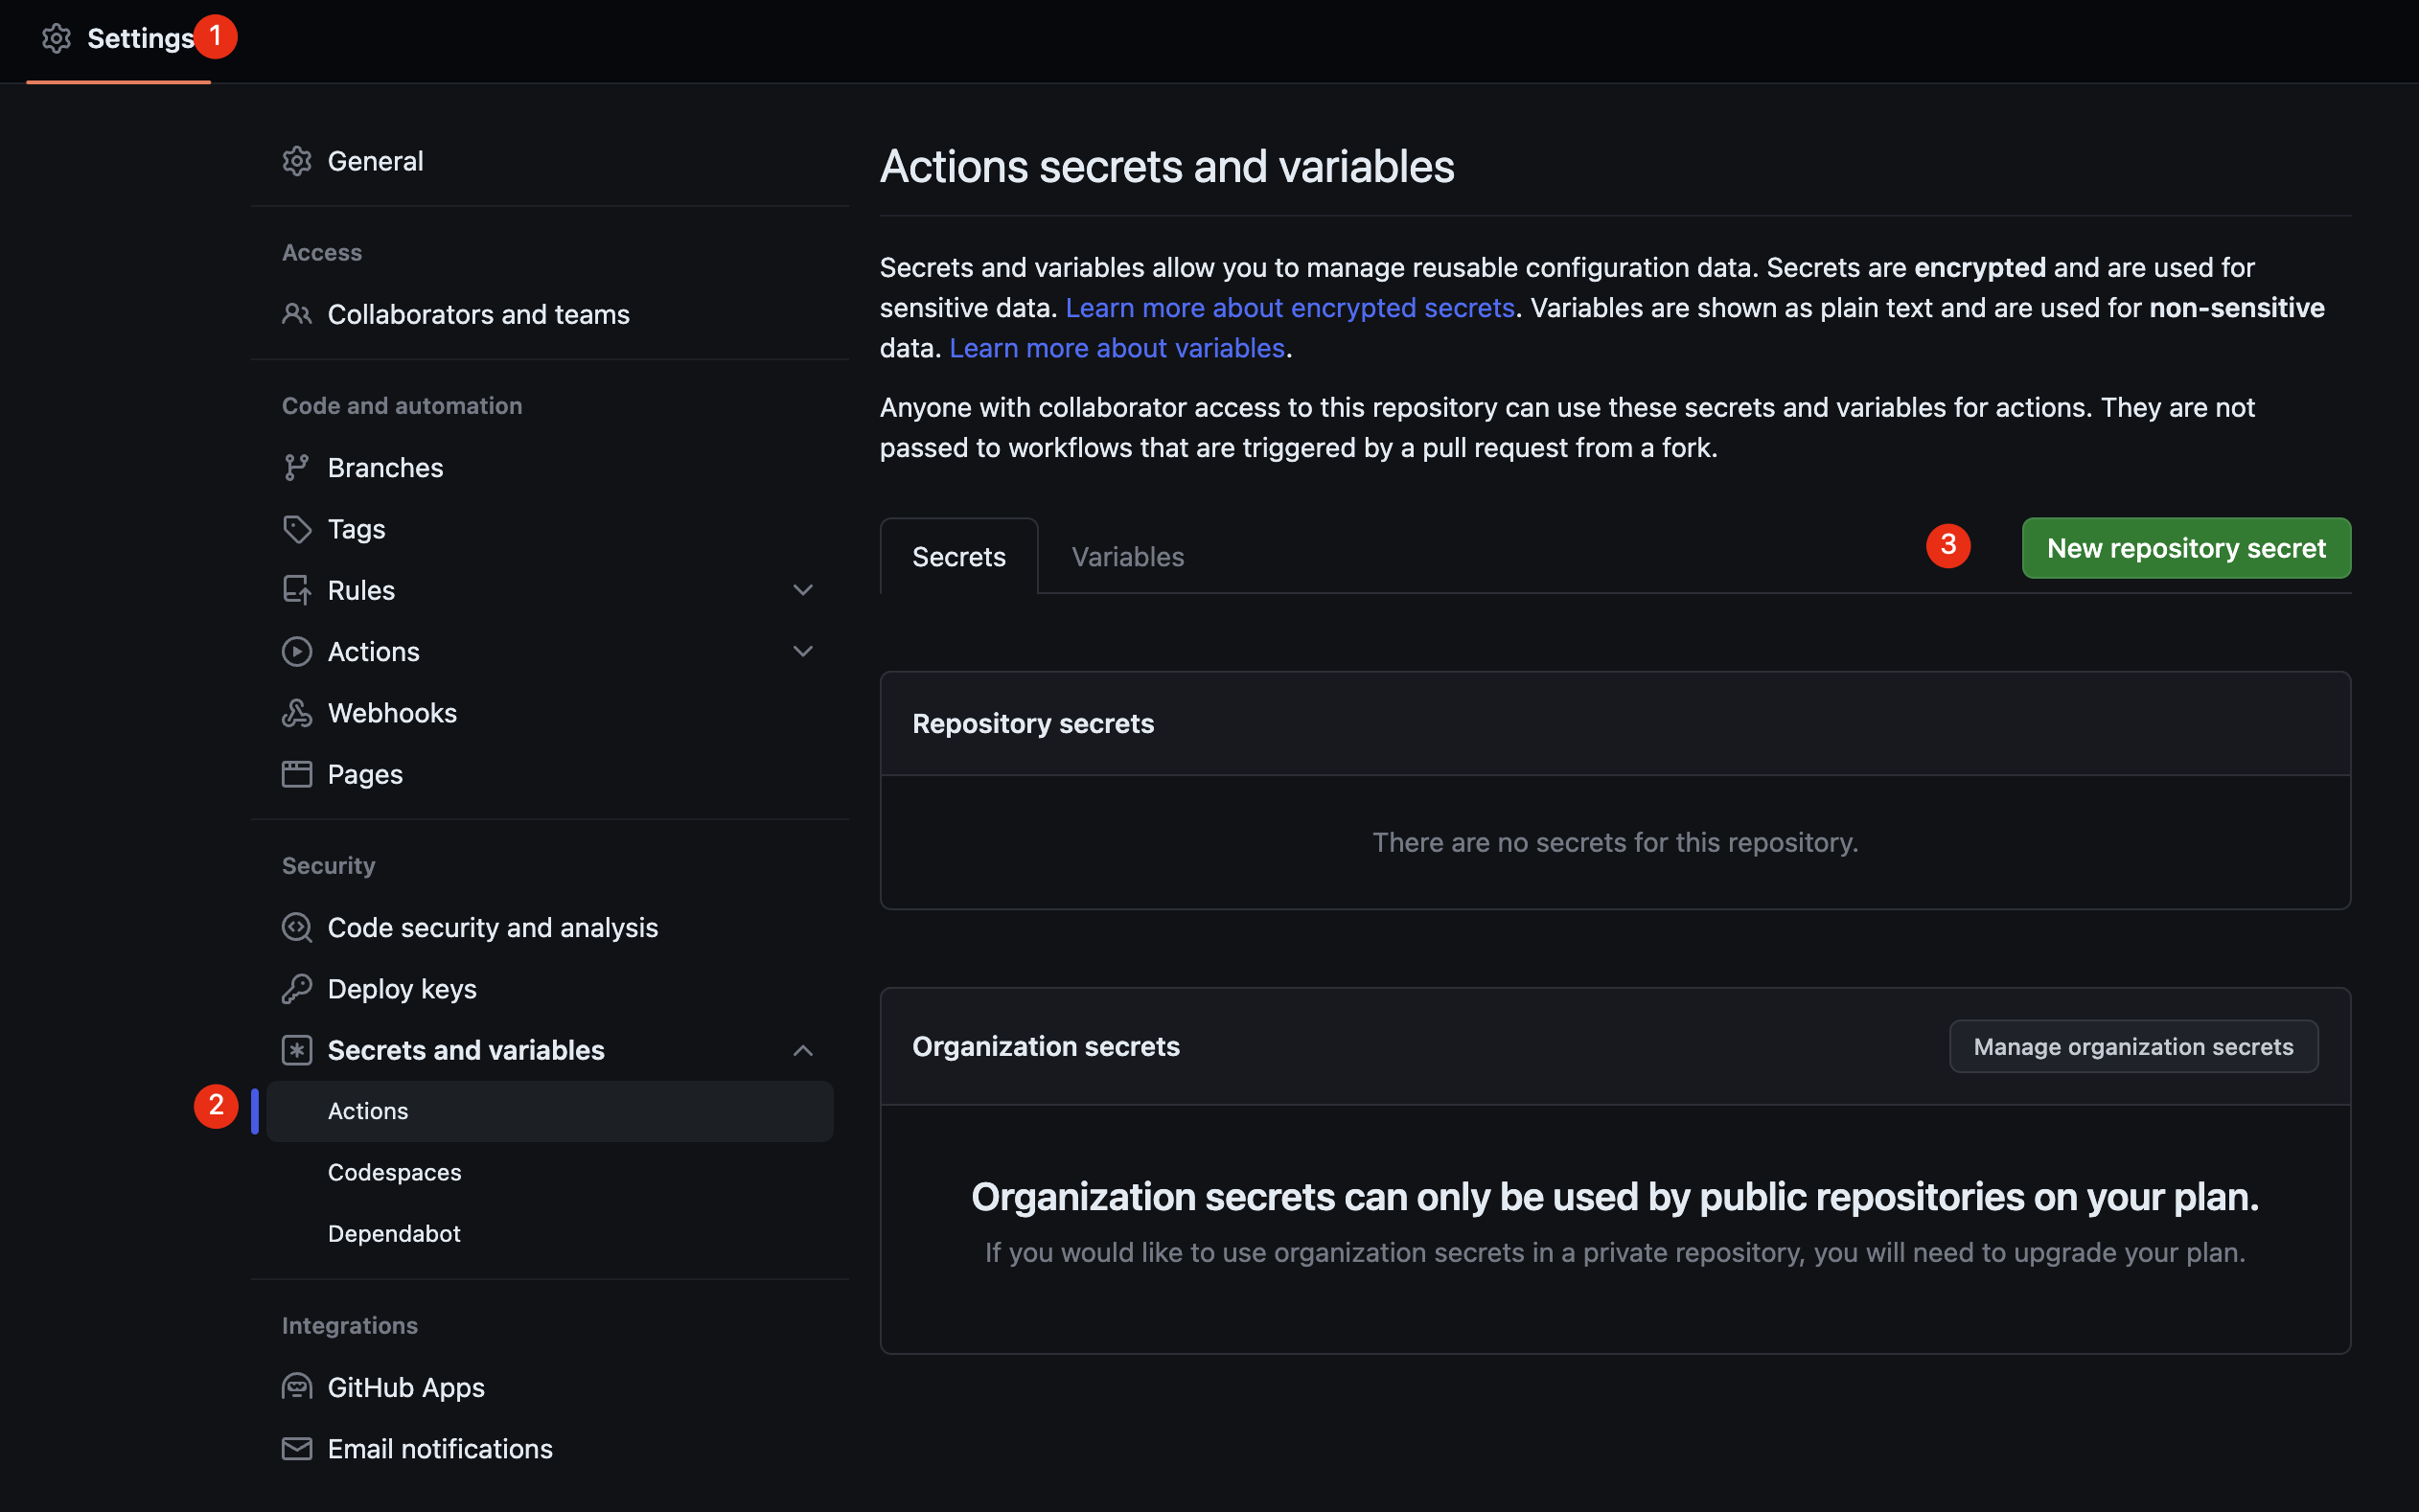 Settings 1
General
Access
Collaborators and teams
Code and automation
Branches
Tags
Rules
Actions
Webhooks
Pages
Security
Code security and analysis
Deploy keys
Secrets and variables
2 Actions
Codespaces
Dependabot
Integrations
GitHub Apps
Email notifications
Actions secrets and variables
Secrets and variables allow you to manage reusable configuration data. Secrets are encrypted and are used for
sensitive data. Learn more about encrypted secrets. Variables are shown as plain text and are used for non-sensitive
data. Learn more about variables.
Anyone with collaborator access to this repository can use these secrets and variables for actions. They are not
passed to workflows that are triggered by a pull request from a fork.
Secrets Variables 3 New repository secret
Repository secrets
There are no secrets for this repository.
Organization secrets Manage organization secrets
Organization secrets can only be used by public repositories on your plan.
If you would like to use organization secrets in a private repository, you will need to upgrade your plan.